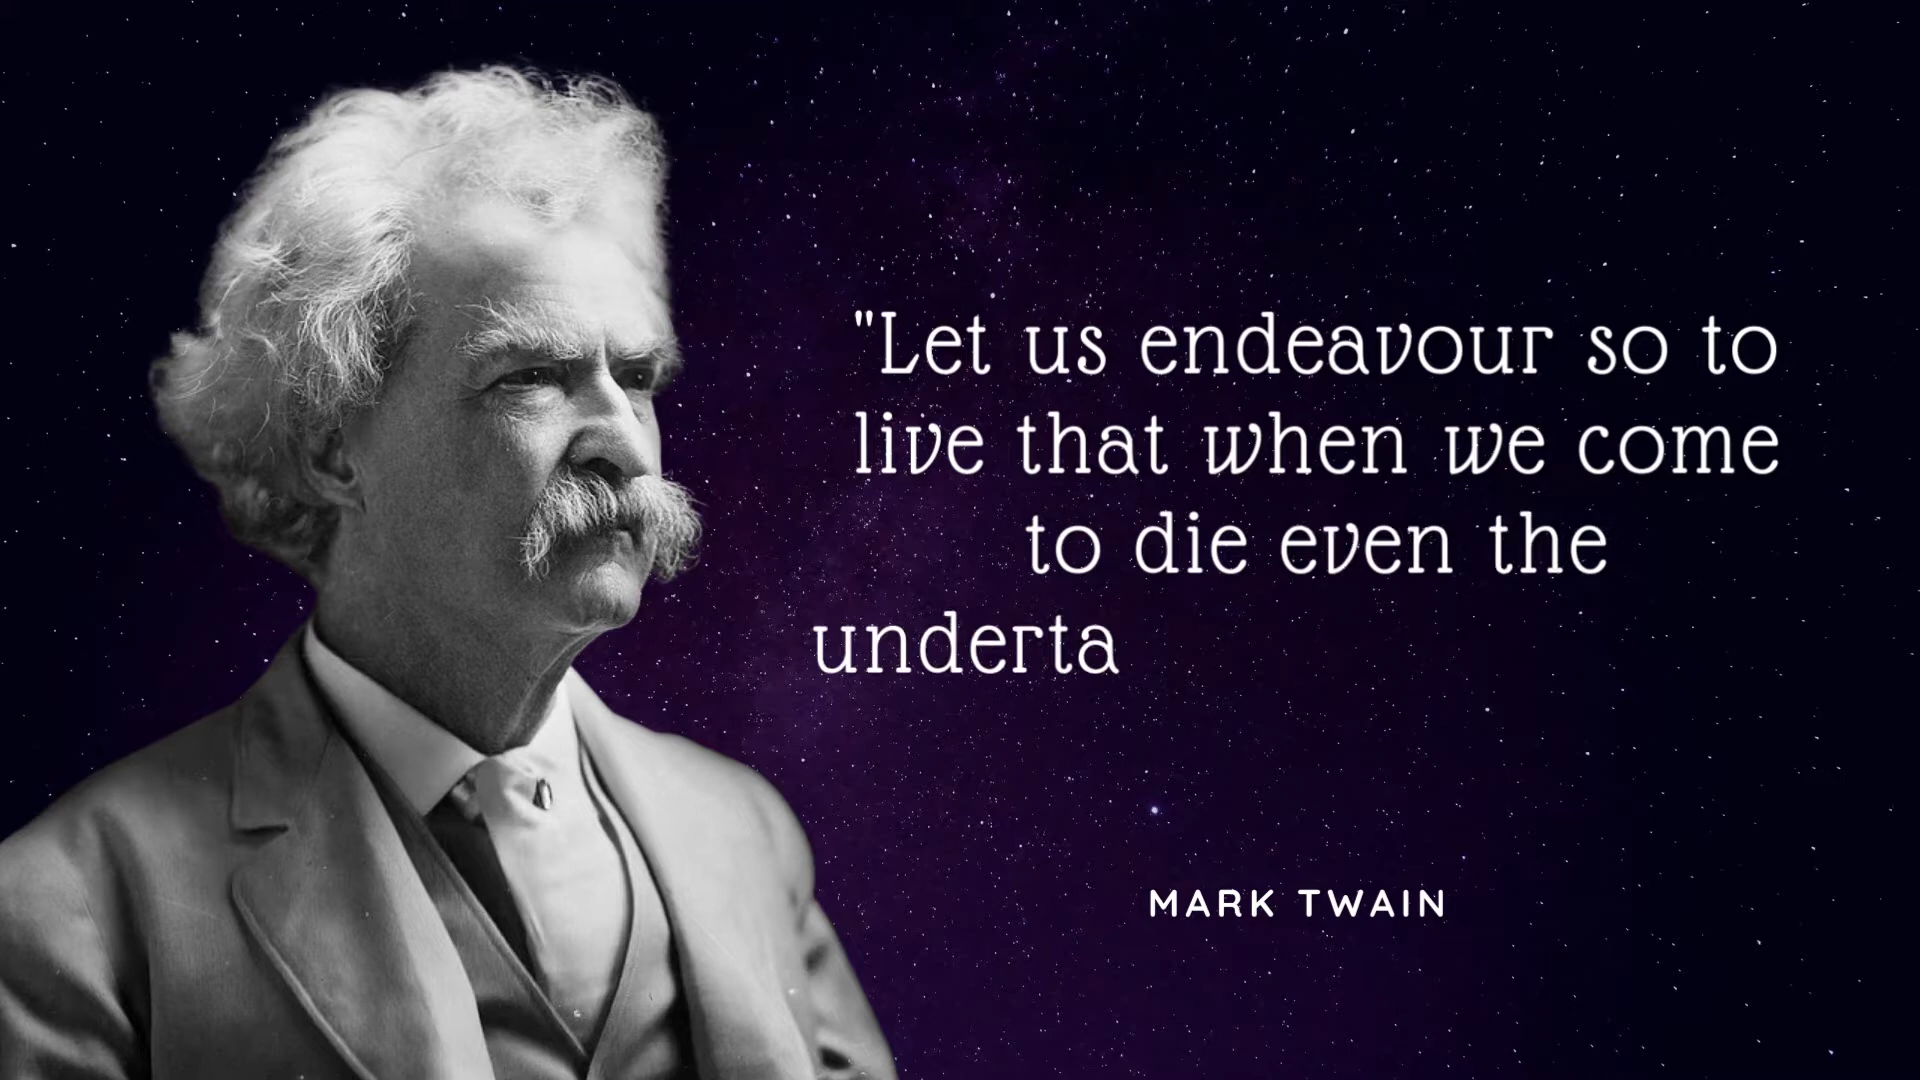 "Let us endeavour so to
live that when we come
to die even the
underta
MARK TWAIN